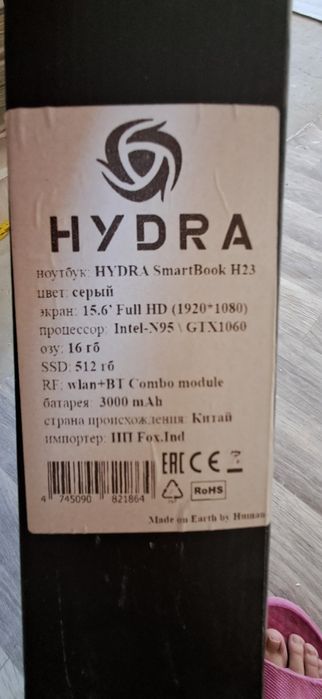 HYDRA
ноутбук: HYDRA SmartBook H23
цвет: серый
экран: 15.6' Full HD (1920*1080)
процессор: Intel-N95 \ GTX1060
озу: 16 гб
SSD: 512 гб
RF: wlan+BT Combo module
батарея: 3000 mAh
страна происхождения: Китай
импортер: ИП Fox.Ind
EAC CE
4 745090 821864
RoHS
Made on Earth by Human